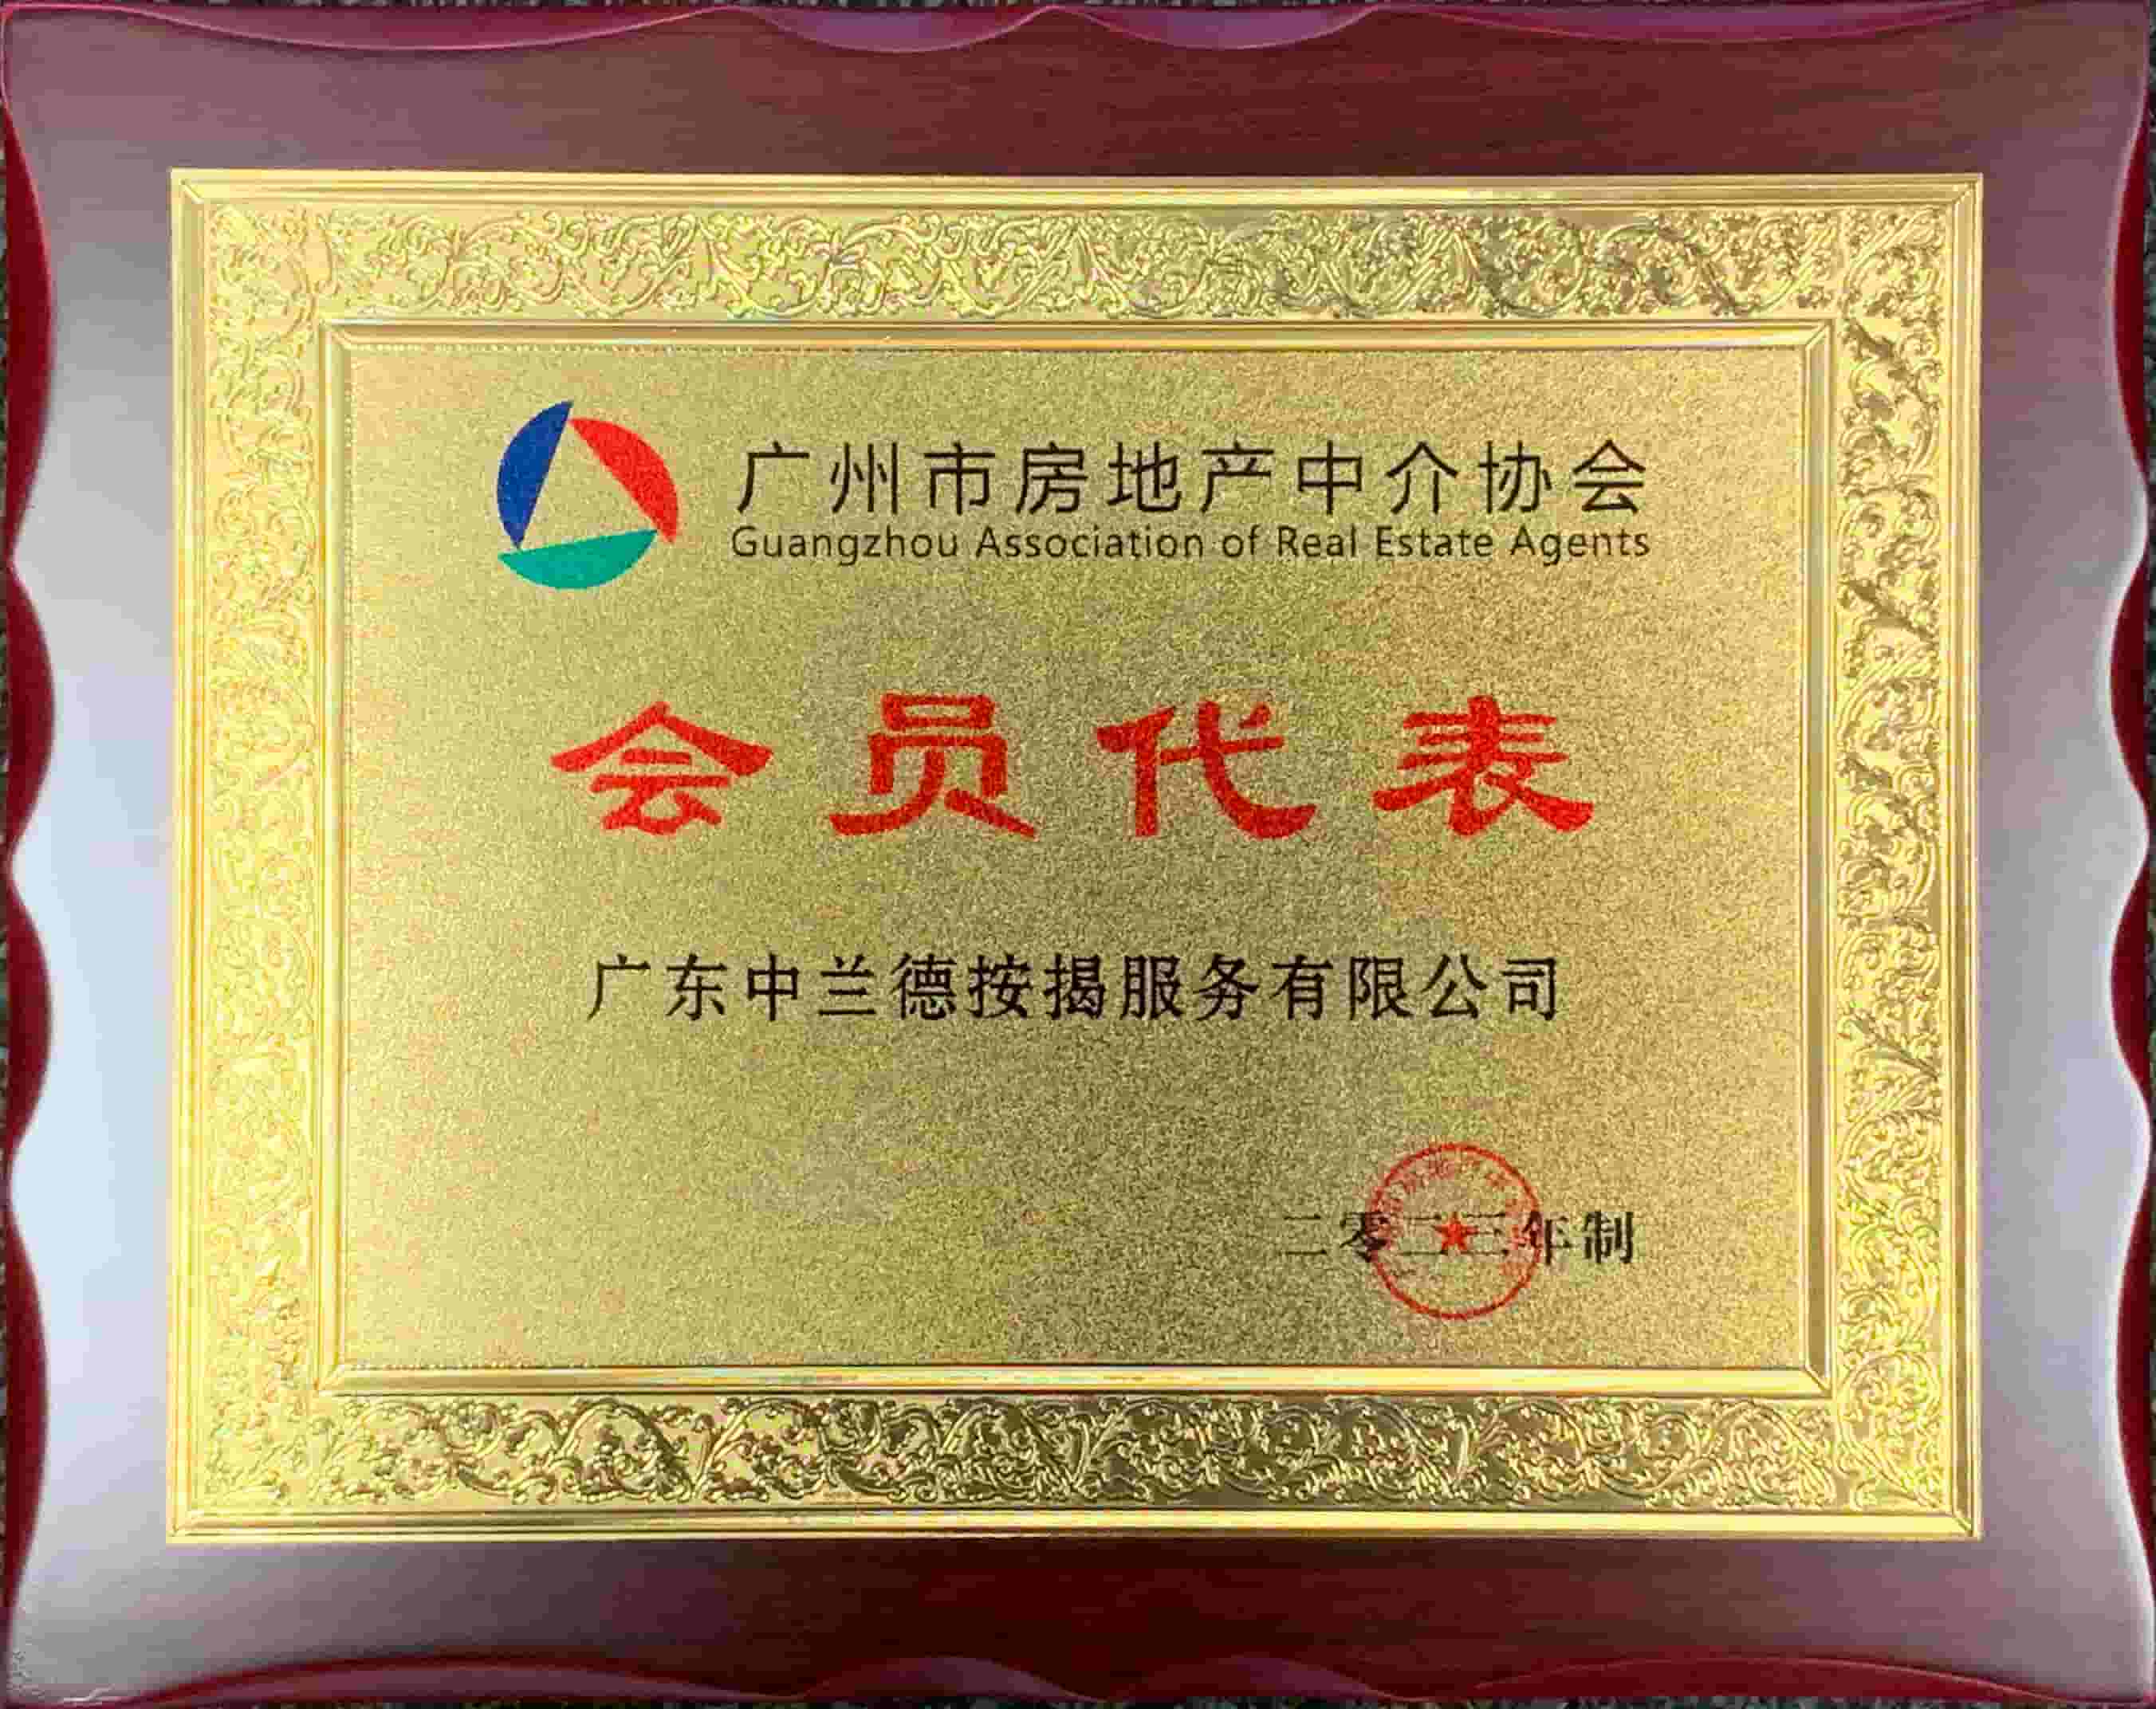 广州市房地产中介协会
Guangzhou Association of Real Estate Agents
会员代表
广东中兰德按揭服务有限公司
二零二三年制